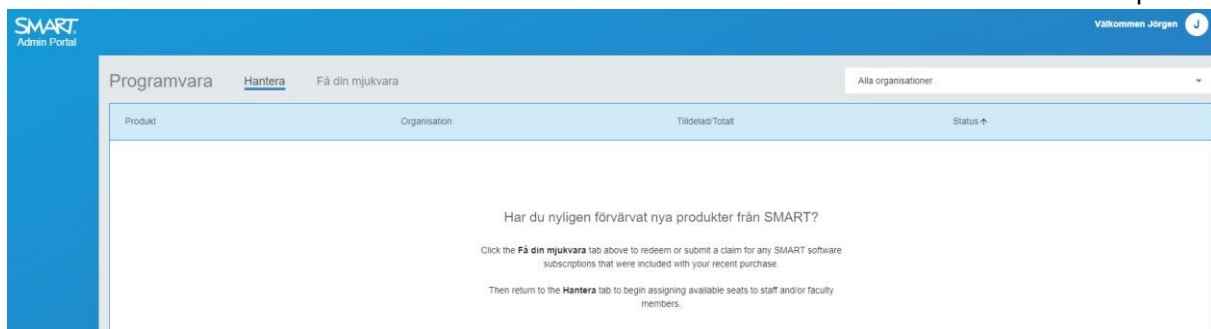 SMART.
Admin Portal
Välkommen Jörgen J
Programvara Hantera Få din mjukvara Alla organisationer
Produkt Organisation Tilldelad/Totalt Status ↑
Har du nyligen förvärvat nya produkter från SMART?
Click the Få din mjukvara tab above to redeem or submit a claim for any SMART software
subscriptions that were included with your recent purchase.
Then return to the Hantera tab to begin assigning available seats to staff and/or faculty
members.